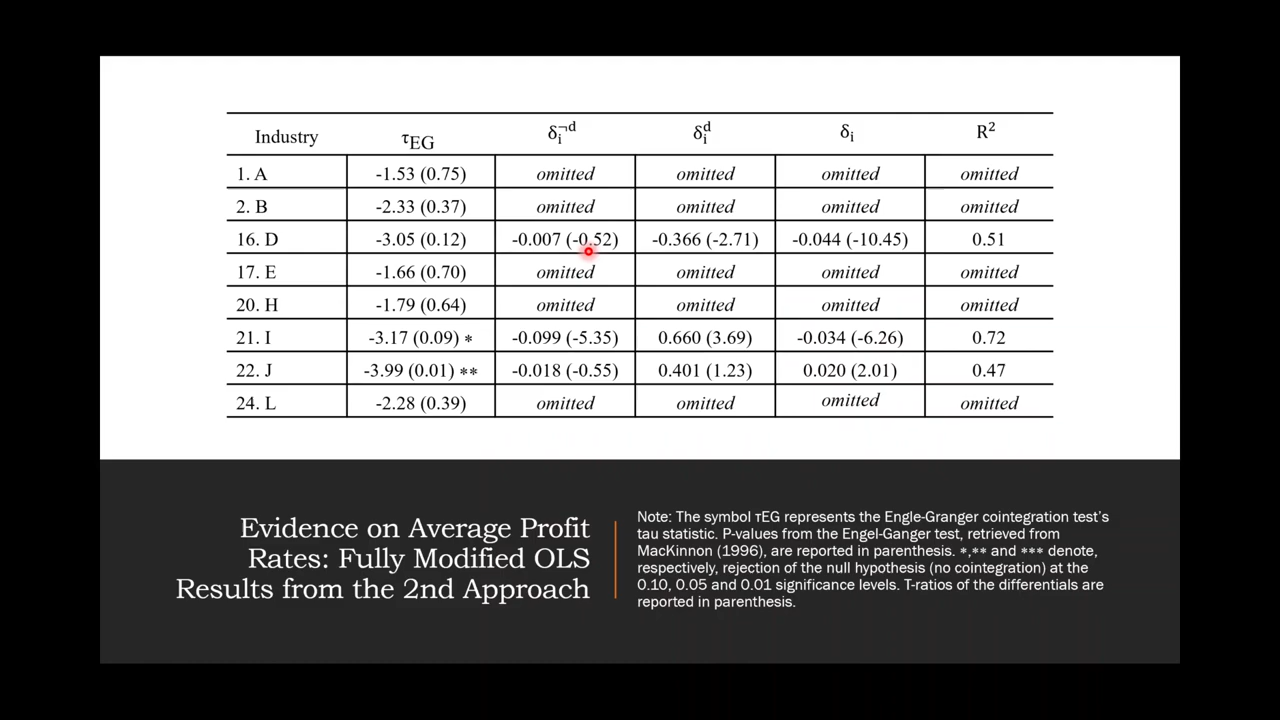 Industry τEG δi¬d δid δi R²
1. A -1.53 (0.75) omitted omitted omitted omitted
2. B -2.33 (0.37) omitted omitted omitted omitted
16. D -3.05 (0.12) -0.007 (-0.52) -0.366 (-2.71) -0.044 (-10.45) 0.51
17. E -1.66 (0.70) omitted omitted omitted omitted
20. H -1.79 (0.64) omitted omitted omitted omitted
21. I -3.17 (0.09) * -0.099 (-5.35) 0.660 (3.69) -0.034 (-6.26) 0.72
22. J -3.99 (0.01) ** -0.018 (-0.55) 0.401 (1.23) 0.020 (2.01) 0.47
24. L -2.28 (0.39) omitted omitted omitted omitted
Evidence on Average Profit
Rates: Fully Modified OLS
Results from the 2nd Approach
Note: The symbol τEG represents the Engle-Granger cointegration test's
tau statistic. P-values from the Engel-Ganger test, retrieved from
MacKinnon (1996), are reported in parenthesis. *,** and *** denote,
respectively, rejection of the null hypothesis (no cointegration) at the
0.10, 0.05 and 0.01 significance levels. T-ratios of the differentials are
reported in parenthesis.